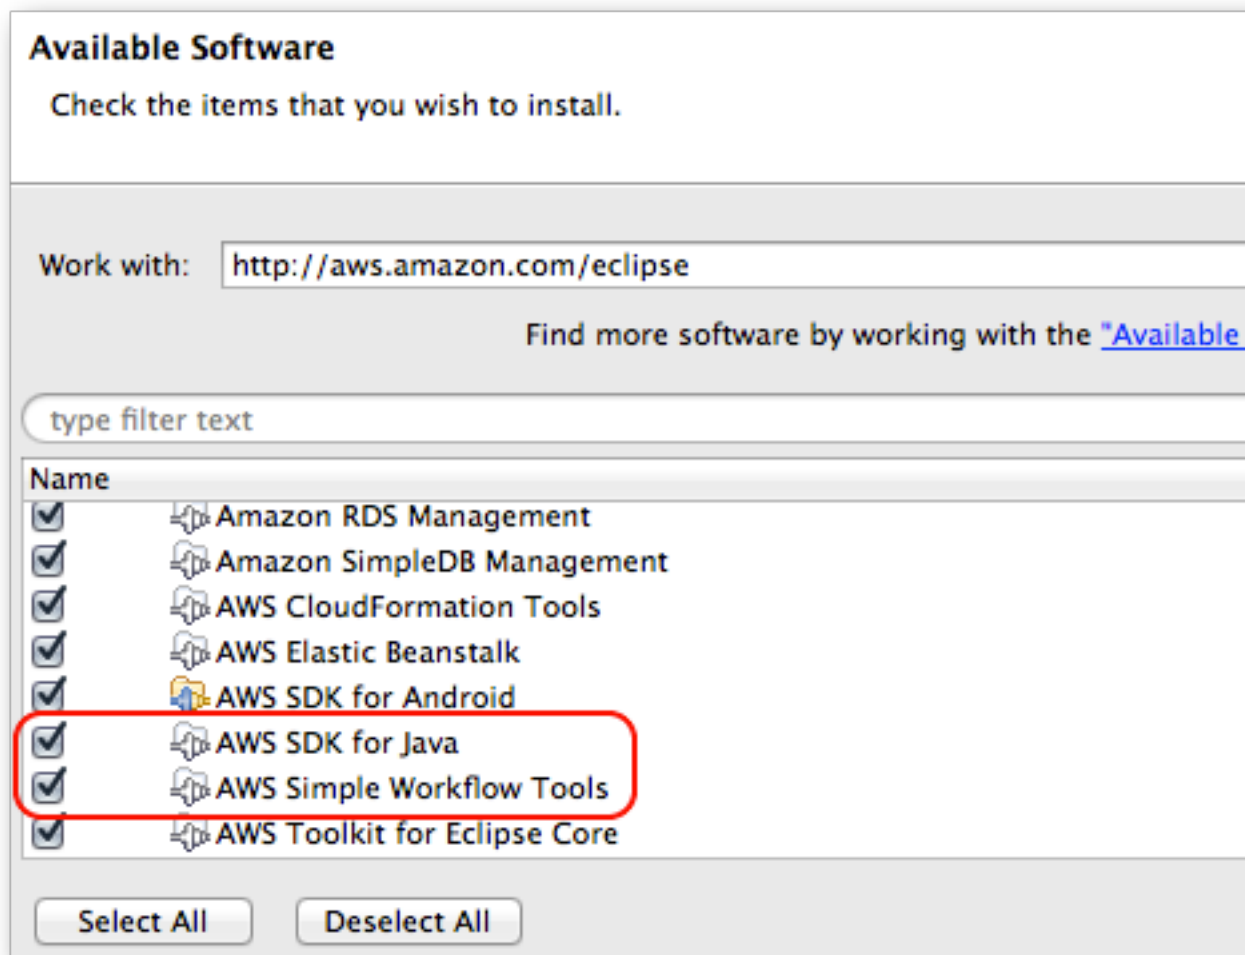 Available Software
Check the items that you wish to install.
Work with: http://aws.amazon.com/eclipse
Find more software by working with the "Available
type filter text
Name
Amazon RDS Management
Amazon SimpleDB Management
AWS CloudFormation Tools
AWS Elastic Beanstalk
AWS SDK for Android
AWS SDK for Java
AWS Simple Workflow Tools
AWS Toolkit for Eclipse Core
Select All Deselect All